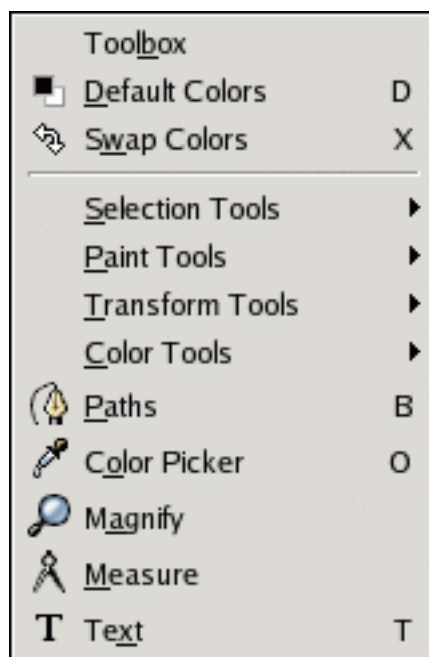 Toolbox
Default Colors D
Swap Colors X
Selection Tools
Paint Tools
Transform Tools
Color Tools
Paths B
Color Picker O
Magnify
Measure
T Text T